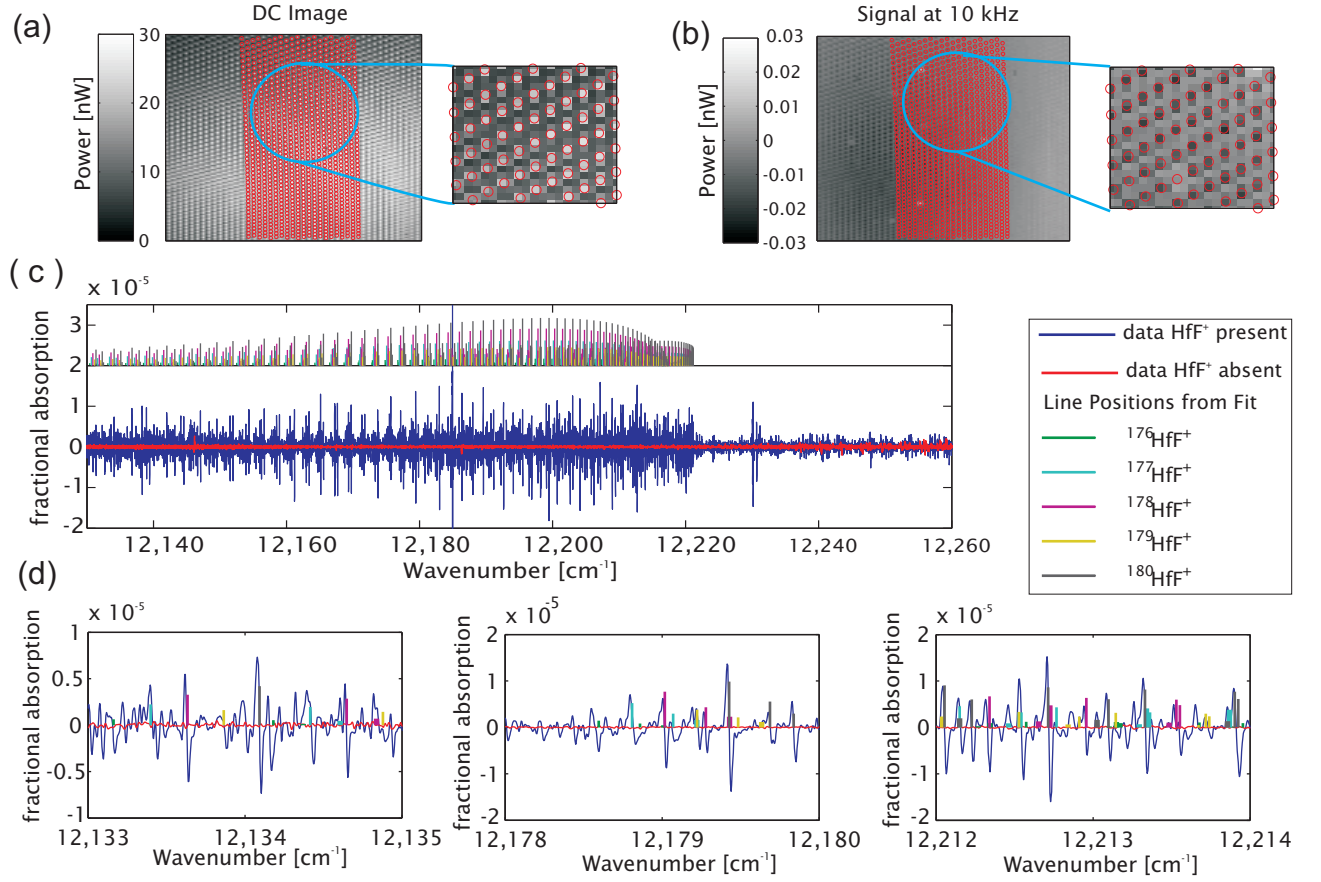 (a)
DC Image
Power [nW]
30
20
10
0
(b)
Signal at 10 kHz
Power [nW]
0.03
0.02
0.01
0
-0.01
-0.02
-0.03
( c )
x 10⁻⁵
fractional absorption
3
2
1
0
-1
-2
12,140
12,160
12,180
12,200
12,220
12,240
12,260
Wavenumber [cm⁻¹]
data HfF⁺ present
data HfF⁺ absent
Line Positions from Fit
¹⁷⁶HfF⁺
¹⁷⁷HfF⁺
¹⁷⁸HfF⁺
¹⁷⁹HfF⁺
¹⁸⁰HfF⁺
(d)
x 10⁻⁵
fractional absorption
1
0.5
0
-0.5
-1
12,133
12,134
12,135
Wavenumber [cm⁻¹]
x 10⁻⁵
fractional absorption
2
1
0
-1
-2
12,178
12,179
12,180
Wavenumber [cm⁻¹]
x 10⁻⁵
fractional absorption
2
1
0
-1
-2
12,212
12,213
12,214
Wavenumber [cm⁻¹]